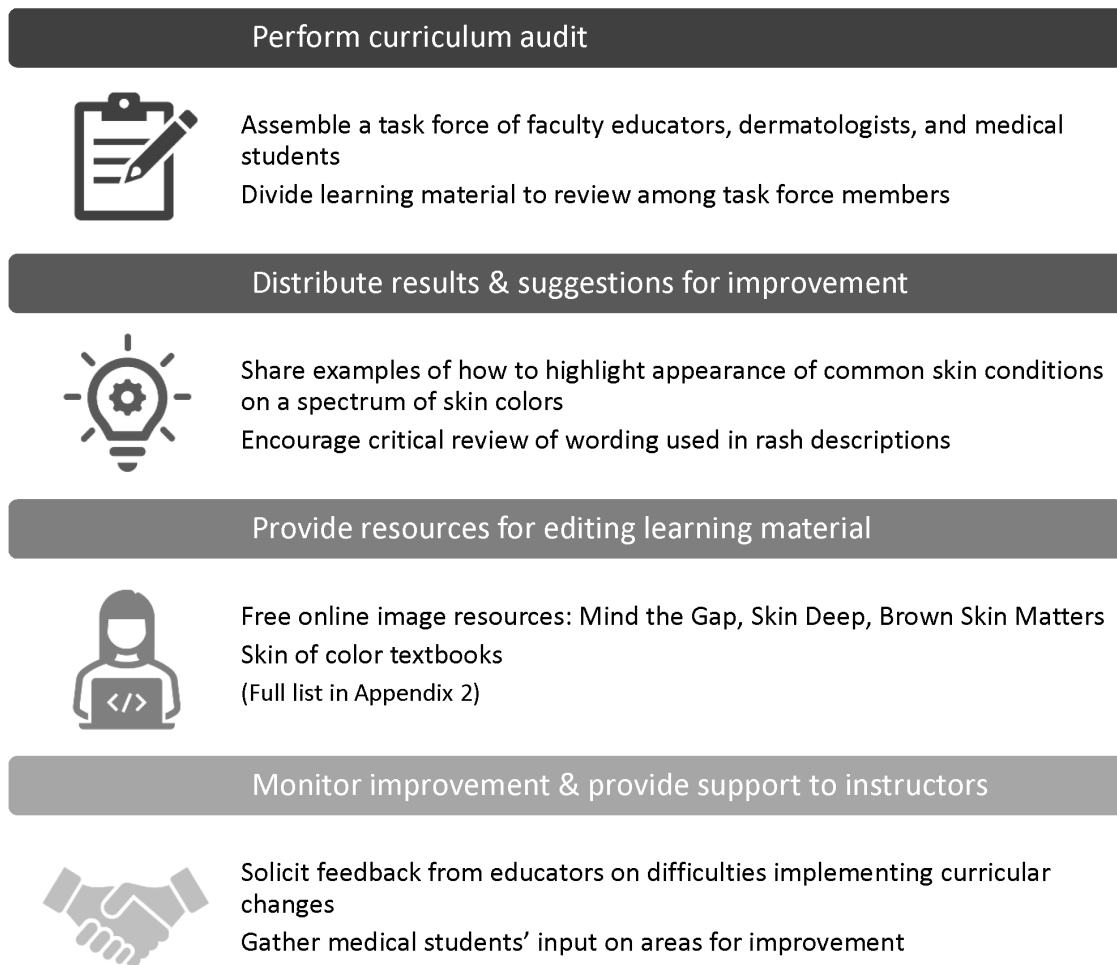 Perform curriculum audit
Assemble a task force of faculty educators, dermatologists, and medical
students
Divide learning material to review among task force members
Distribute results & suggestions for improvement
Share examples of how to highlight appearance of common skin conditions
on a spectrum of skin colors
Encourage critical review of wording used in rash descriptions
Provide resources for editing learning material
Free online image resources: Mind the Gap, Skin Deep, Brown Skin Matters
Skin of color textbooks
(Full list in Appendix 2)
</>
Monitor improvement & provide support to instructors
Solicit feedback from educators on difficulties implementing curricular
changes
Gather medical students’ input on areas for improvement